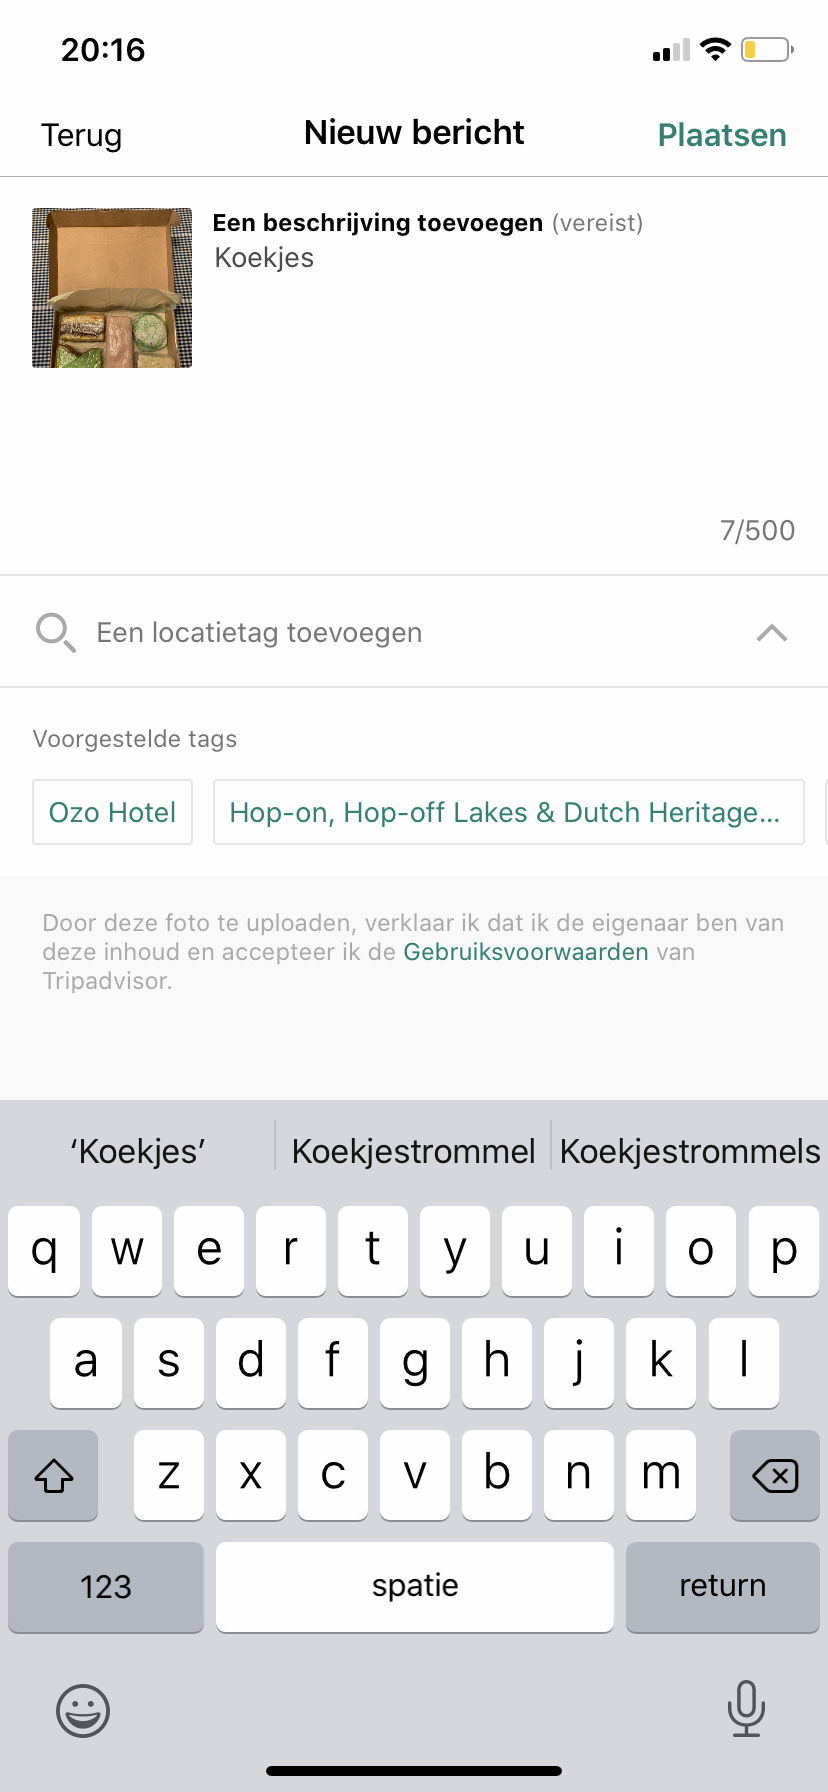 20:16
Terug
Nieuw bericht
Plaatsen
Een beschrijving toevoegen (vereist)
Koekjes
7/500
Een locatietag toevoegen
Voorgestelde tags
Ozo Hotel
Hop-on, Hop-off Lakes & Dutch Heritage...
Door deze foto te uploaden, verklaar ik dat ik de eigenaar ben van
deze inhoud en accepteer ik de Gebruiksvoorwaarden van
Tripadvisor.
‘Koekjes’ Koekjestrommel Koekjestrommels
q w e r t y u i o p
a s d f g h j k l
z x c v b n m
123 spatie return